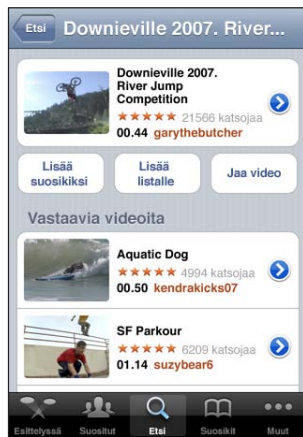 Etsi
Downieville 2007. River...
Downieville 2007.
River Jump
Competition
21566 katsojaa
00.44 garythebutcher
Lisää
suosikiksi
Lisää
listalle
Jaa video
Vastaavia videoita
Aquatic Dog
4994 katsojaa
00.50 kendrakicks07
SF Parkour
6209 katsojaa
01.14 suzybear6
Esittelyssä
Suositut
Etsi
Suosikit
Muut